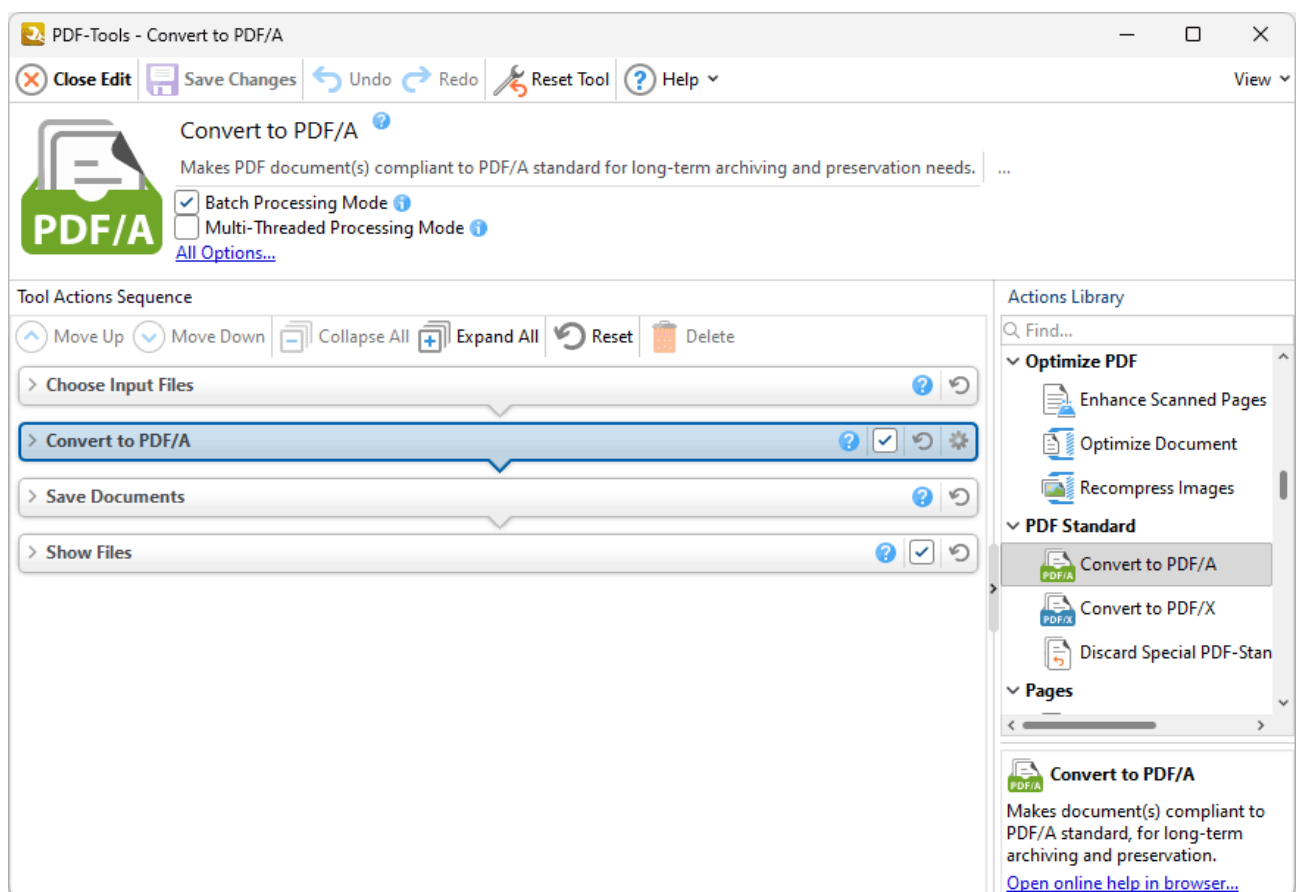 PDF-Tools - Convert to PDF/A
Close Edit Save Changes Undo Redo Reset Tool ? Help View
Convert to PDF/A ?
Makes PDF document(s) compliant to PDF/A standard for long-term archiving and preservation needs. ...
PDF/A
Batch Processing Mode i
Multi-Threaded Processing Mode i
All Options...
Tool Actions Sequence
Move Up Move Down Collapse All Expand All Reset Delete
Choose Input Files ?
Convert to PDF/A ?
Save Documents ?
Show Files ?
Actions Library
Find...
Optimize PDF
Enhance Scanned Pages
Optimize Document
Recompress Images
PDF Standard
PDF/A Convert to PDF/A
PDF/X Convert to PDF/X
Discard Special PDF-Stan
Pages
PDF/A Convert to PDF/A
Makes document(s) compliant to
PDF/A standard, for long-term
archiving and preservation.
Open online help in browser...